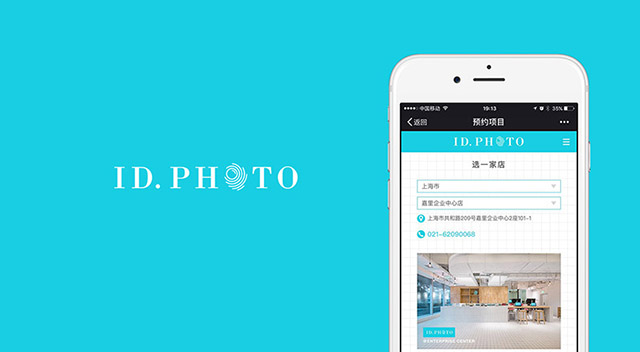 ID. PHOTO
中国移动
19:13
35%
返回
预约项目
ID. PHOTO
选一家店
上海市
嘉里企业中心店
上海市共和路209号嘉里企业中心2座101-1
021-62090068
ID. PHOTO
@ENTERPRISE CENTER